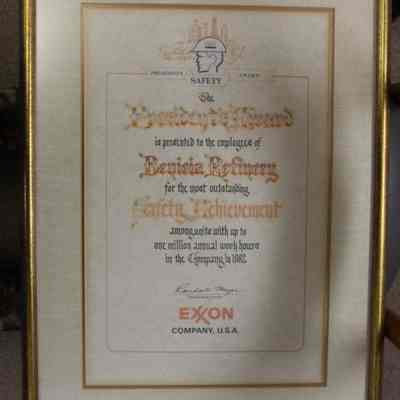 PRESIDENT'S AWARD
SAFETY
The
President's Award
is presented to the employees of
Benicia Refinery
for the most outstanding
Safety Achievement
among units with up to
one million annual work hours
in the Company in 1982.
EXXON
COMPANY, U.S.A.